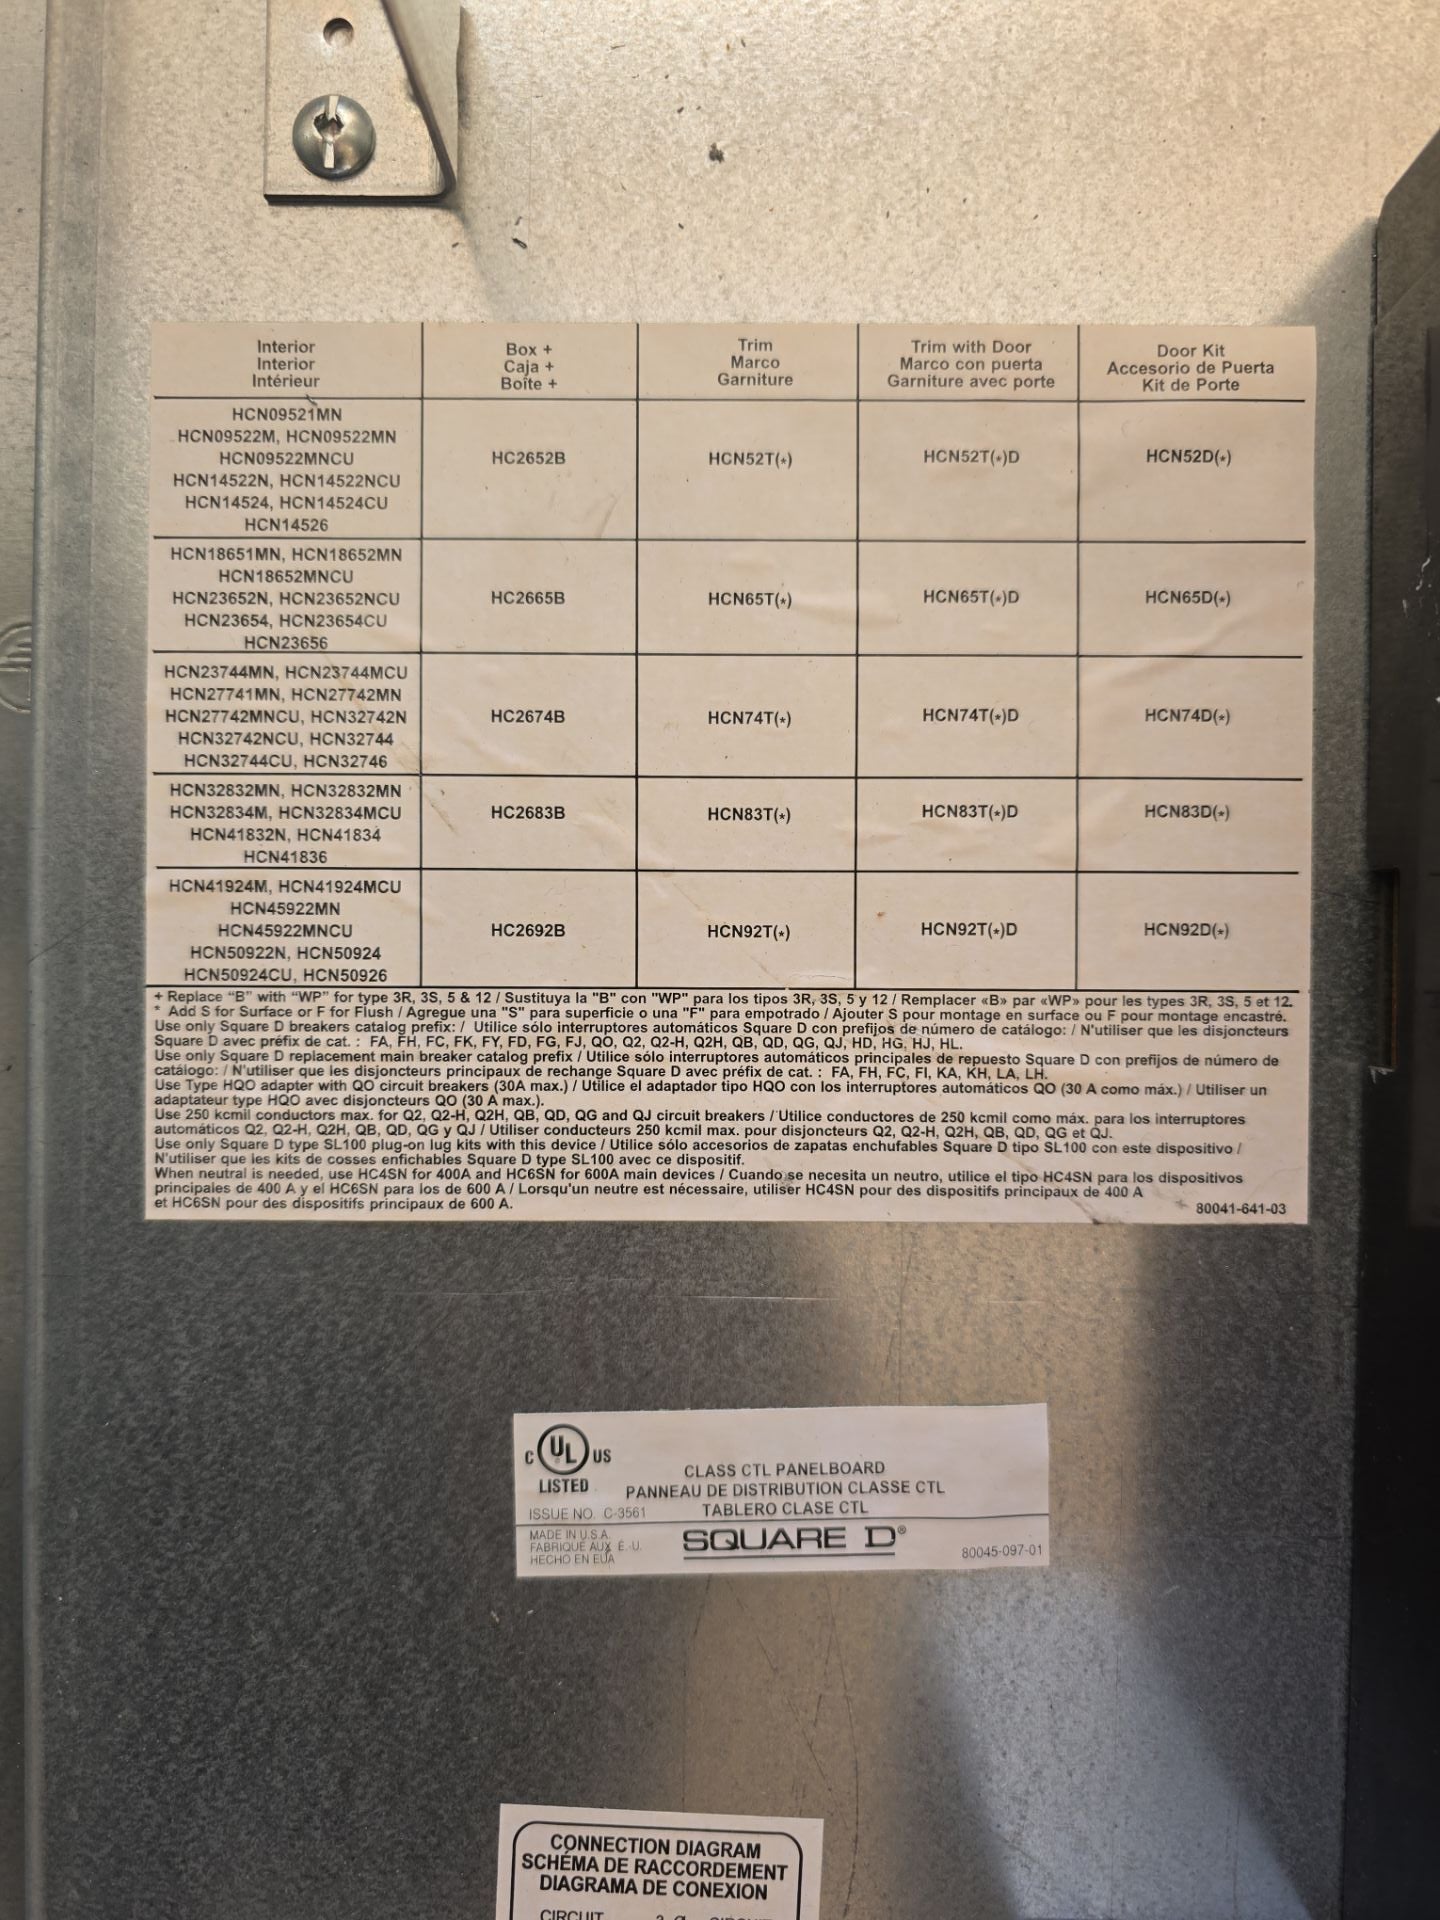 Interior
Interior
Intérieur
Box +
Caja +
Boîte +
Trim
Marco
Garniture
Trim with Door
Marco con puerta
Garniture avec porte
Door Kit
Accesorio de Puerta
Kit de Porte
HCN09521MN
HCN09522M, HCN09522MN
HCN09522MNCU
HCN14522N, HCN14522NCU
HCN14524, HCN14524CU
HCN14526
HC2652B
HCN52T(*)
HCN52T(*)D
HCN52D(*)
HCN18651MN, HCN18652MN
HCN18652MNCU
HCN23652N, HCN23652NCU
HCN23654, HCN23654CU
HCN23656
HC2665B
HCN65T(*)
HCN65T(*)D
HCN65D(*)
HCN23744MN, HCN23744MCU
HCN27741MN, HCN27742MN
HCN27742MNCU, HCN32742N
HCN32742NCU, HCN32744
HCN32744CU, HCN32746
HC2674B
HCN74T(*)
HCN74T(*)D
HCN74D(*)
HCN32832MN, HCN32832MN
HCN32834M, HCN32834MCU
HCN41832N, HCN41834
HCN41836
HC2683B
HCN83T(*)
HCN83T(*)D
HCN83D(*)
HCN41924M, HCN41924MCU
HCN45922MN
HCN45922MNCU
HCN50922N, HCN50924
HCN50924CU, HCN50926
HC2692B
HCN92T(*)
HCN92T(*)D
HCN92D(*)
+ Replace "B" with "WP" for type 3R, 3S, 5 & 12 / Sustituya la "B" con "WP" para los tipos 3R, 3S, 5 y 12 / Remplacer «B» par «WP» pour les types 3R, 3S, 5 et 12.
* Add S for Surface or F for Flush / Agregue una "S" para superficie o una "F" para empotrado / Ajouter S pour montage en surface ou F pour montage encastré.
Use only Square D breakers catalog prefix: / Utilice sólo interruptores automáticos Square D con prefijos de número de catálogo: / N'utiliser que les disjoncteurs
Square D avec préfix de cat. : FA, FH, FC, FK, FY, FD, FG, FJ, QO, Q2, Q2-H, Q2H, QB, QD, QG, QJ, HD, HG, HJ, HL.
Use only Square D replacement main breaker catalog prefix / Utilice sólo interruptores automáticos principales de repuesto Square D con prefijos de número de
catálogo: / N'utiliser que les disjoncteurs principaux de rechange Square D avec préfix de cat. : FA, FH, FC, FI, KA, KH, LA, LH.
Use Type HQO adapter with QO circuit breakers (30A max.) / Utilice el adaptador tipo HQO con los interruptores automáticos QO (30 A como máx.) / Utiliser un
adaptateur type HQO avec disjoncteurs QO (30 A max.).
Use 250 kcmil conductors max. for Q2, Q2-H, Q2H, QB, QD, QG and QJ circuit breakers / Utilice conductores de 250 kcmil como máx. para los interruptores
automáticos Q2, Q2-H, Q2H, QB, QD, QG y QJ / Utiliser conducteurs 250 kcmil max. pour disjoncteurs Q2, Q2-H, Q2H, QB, QD, QG et QJ.
Use only Square D type SL100 plug-on lug kits with this device / Utilice sólo accesorios de zapatas enchufables Square D tipo SL100 con este dispositivo /
N'utiliser que les kits de cosses enfichables Square D type SL100 avec ce dispositif.
When neutral is needed, use HC4SN for 400A and HC6SN for 600A main devices / Cuando se necesita un neutro, utilice el tipo HC4SN para los dispositivos
principales de 400 A y el HC6SN para los de 600 A / Lorsqu'un neutre est nécessaire, utiliser HC4SN pour des dispositifs principaux de 400 A
et HC6SN pour des dispositifs principaux de 600 A.
80041-641-03
C UL US
LISTED
ISSUE NO. C-3561
CLASS CTL PANELBOARD
PANNEAU DE DISTRIBUTION CLASSE CTL
TABLERO CLASE CTL
MADE IN U.S.A.
FABRIQUÉ AUX É.-U.
HECHO EN EUA
SQUARE D®
80045-097-01
CONNECTION DIAGRAM
SCHÉMA DE RACCORDEMENT
DIAGRAMA DE CONEXION
CIRCUIT